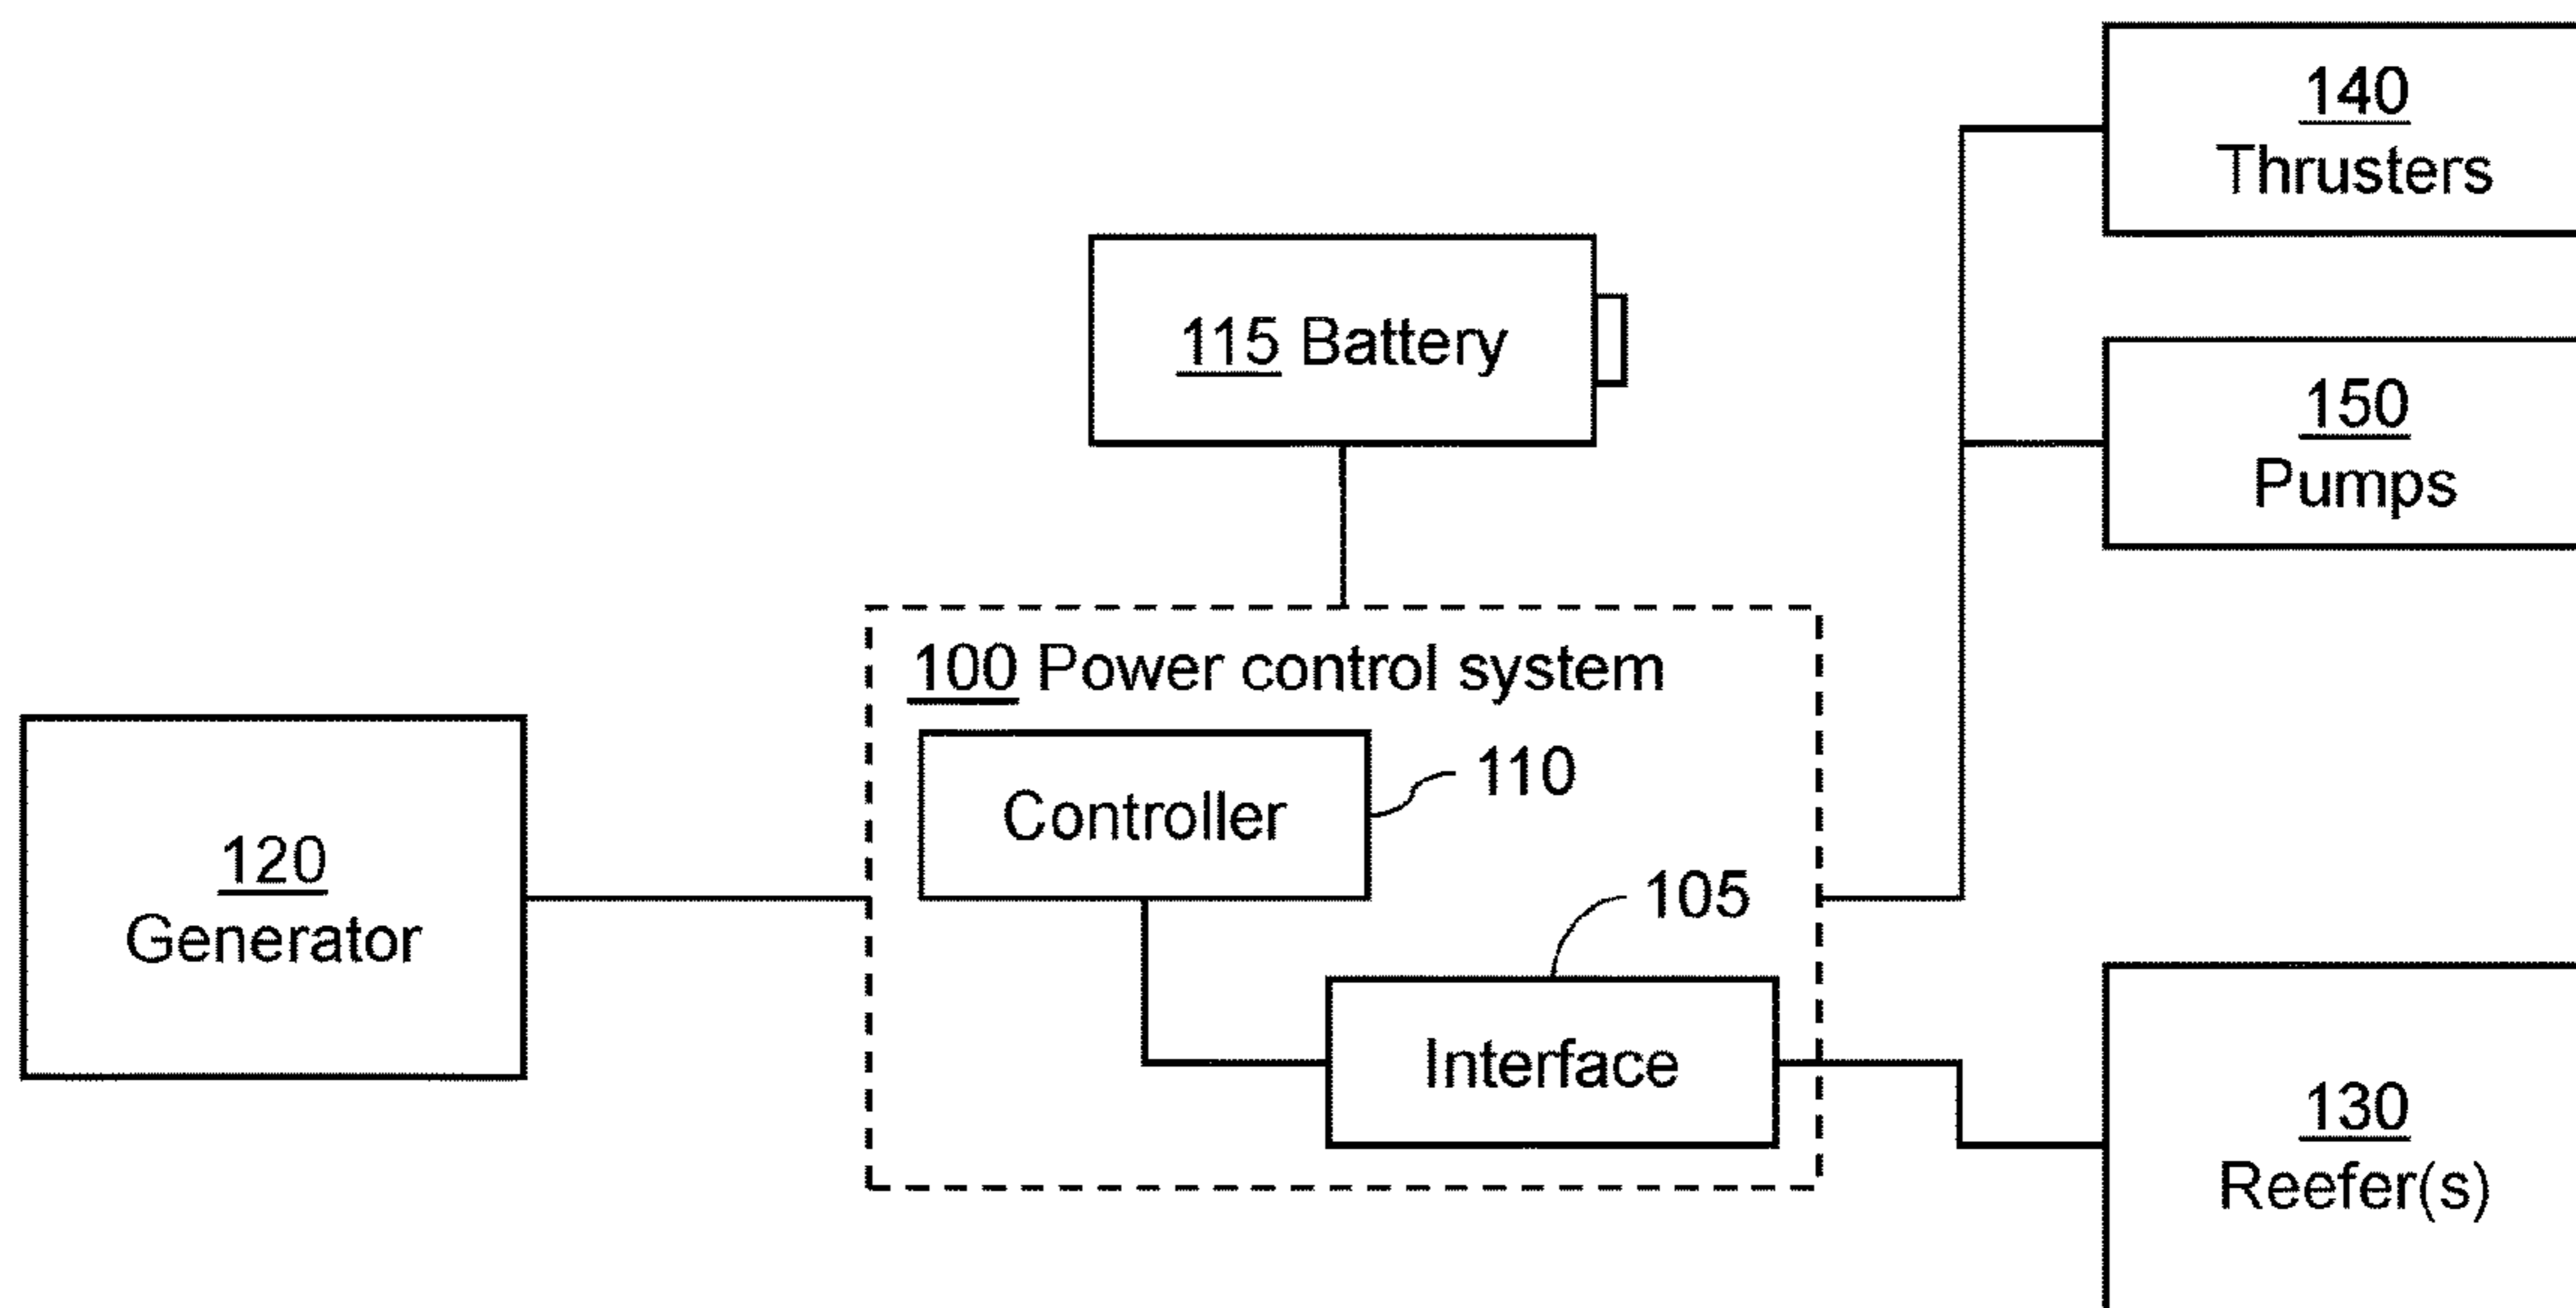 140
Thrusters
115 Battery
150
Pumps
100 Power control system
Controller
110
120
Generator
105
Interface
130
Reefer(s)